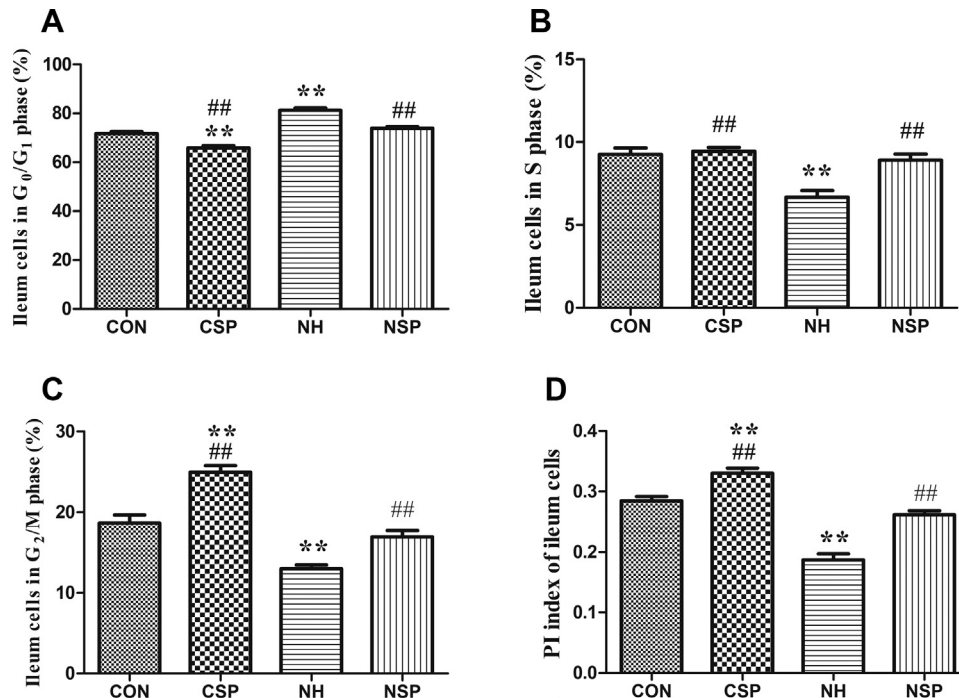 A
Ileum cells in G₀/G₁ phase (%)
100
80
60
40
20
0
##
**
**
##
CON CSP NH NSP
B
Ileum cells in S phase (%)
15
10
5
0
##
**
##
CON CSP NH NSP
C
Ileum cells in G₂/M phase (%)
30
20
10
0
**
##
**
##
CON CSP NH NSP
D
PI index of ileum cells
0.4
0.3
0.2
0.1
0.0
**
##
**
##
CON CSP NH NSP